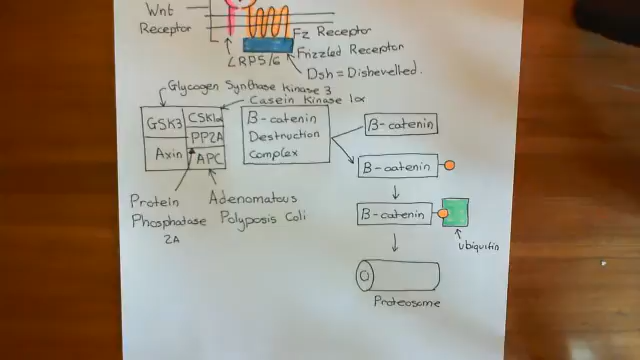 Wnt
Receptor
Fz Receptor
Frizzled Receptor
LRP5/6
Dsh = Dishevelled.
Glycogen Synthase Kinase 3
Casein Kinase 1α
GSK3
CSK1α
PP2A
Axin
APC
β-catenin
Destruction
Complex
β-catenin
β-catenin
β-catenin
ubiquitin
Proteosome
Protein
Phosphatase
2A
Adenomatous
Polyposis Coli